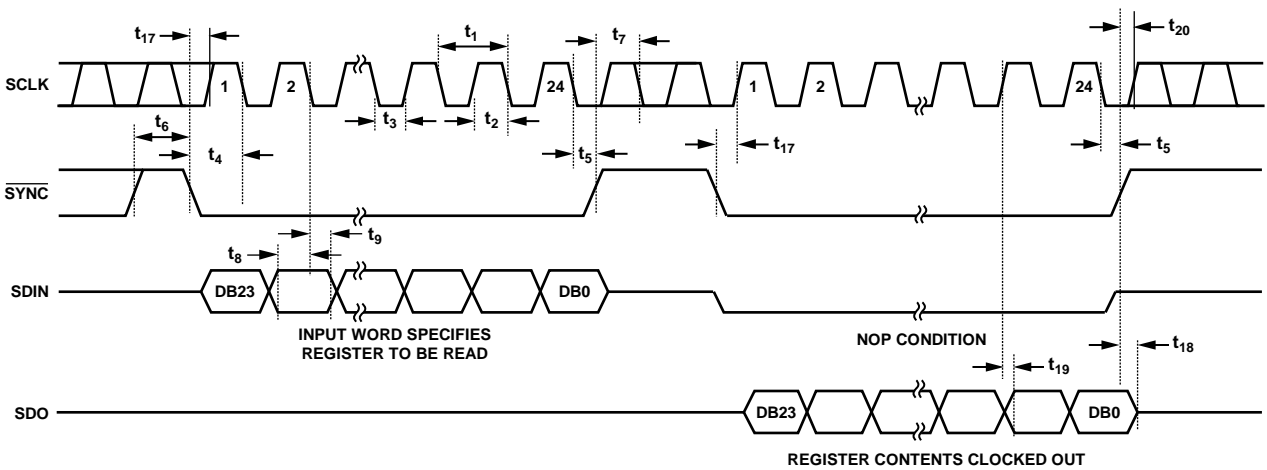 t17
t1
t7
t20
SCLK
1
2
24
1
2
24
t6
t4
t3
t2
t5
t17
t5
SYNC
t8
t9
SDIN
DB23
DB0
INPUT WORD SPECIFIES
REGISTER TO BE READ
NOP CONDITION
t18
t19
SDO
DB23
DB0
REGISTER CONTENTS CLOCKED OUT